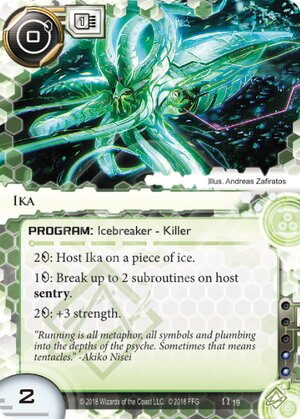 0
1
Illus. Andreas Zafiratos
Ika
PROGRAM: Icebreaker - Killer
2: Host Ika on a piece of ice.
1: Break up to 2 subroutines on host
sentry.
2: +3 strength.
"Running is all metaphor, all symbols and plumbing
into the depths of the psyche. Sometimes that means
tentacles." -Akiko Nisei
2
© 2018 Wizards of the Coast LLC. © 2018 FFG
Ω 19